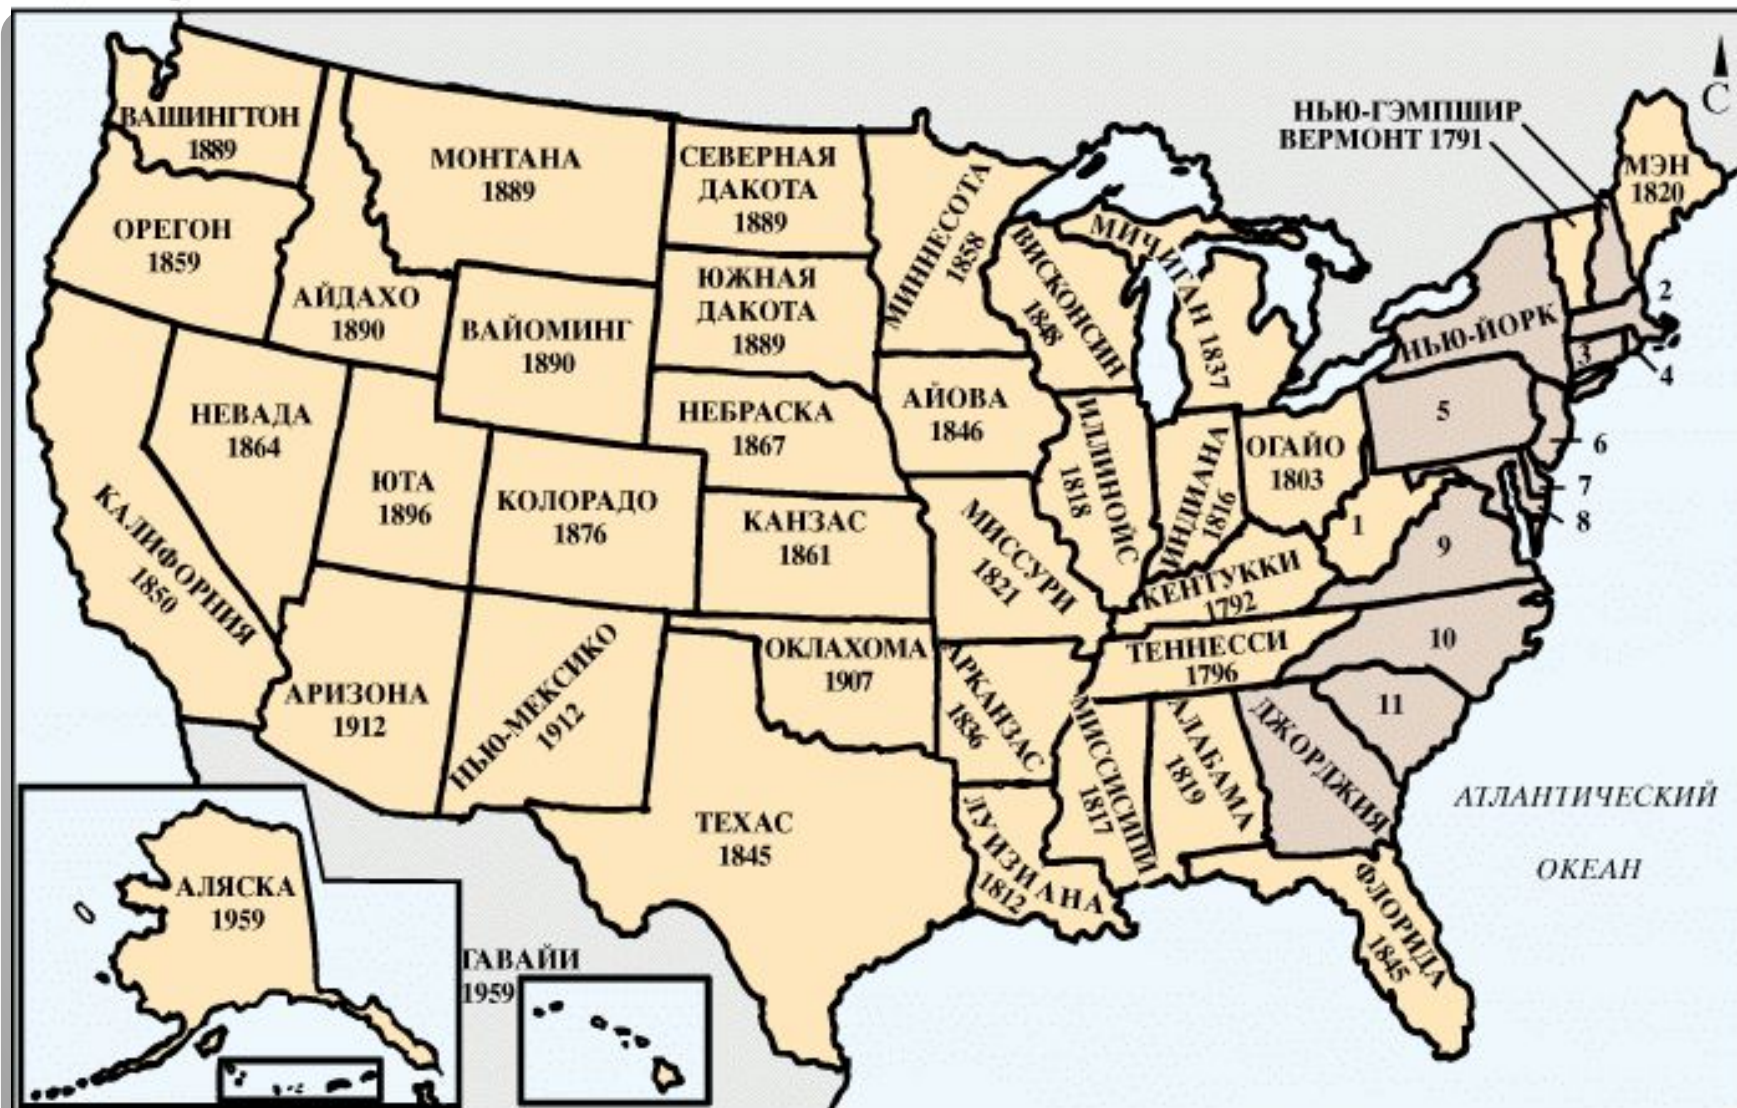 С
НЬЮ-ГЭМПШИР
ВЕРМОНТ 1791
МЭН
1820
ВАШИНГТОН
1889
МОНТАНА
1889
СЕВЕРНАЯ
ДАКОТА
1889
МИННЕСОТА
1858
ОРЕГОН
1859
АЙДАХО
1890
ВАЙОМИНГ
1890
ЮЖНАЯ
ДАКОТА
1889
ВИСКОНСИН
1848
МИЧИГАН 1837
НЬЮ-ЙОРК
2
3
4
НЕВАДА
1864
ЮТА
1896
КОЛОРАДО
1876
НЕБРАСКА
1867
АЙОВА
1846
ИЛЛИНОЙС
1818
ИНДИАНА
1816
ОГАЙО
1803
5
6
7
8
КАЛИФОРНИЯ
1850
КАНЗАС
1861
МИССУРИ
1821
КЕНТУККИ
1792
1
9
АРИЗОНА
1912
НЬЮ-МЕКСИКО
1912
ОКЛАХОМА
1907
АРКАНЗАС
1836
ТЕННЕССИ
1796
10
11
ТЕХАС
1845
ЛУИЗИАНА
1812
МИССИСИПИ
1817
АЛАБАМА
1819
ДЖОРДЖИЯ
ФЛОРИДА
1845
АТЛАНТИЧЕСКИЙ
ОКЕАН
АЛЯСКА
1959
ГАВАЙИ
1959